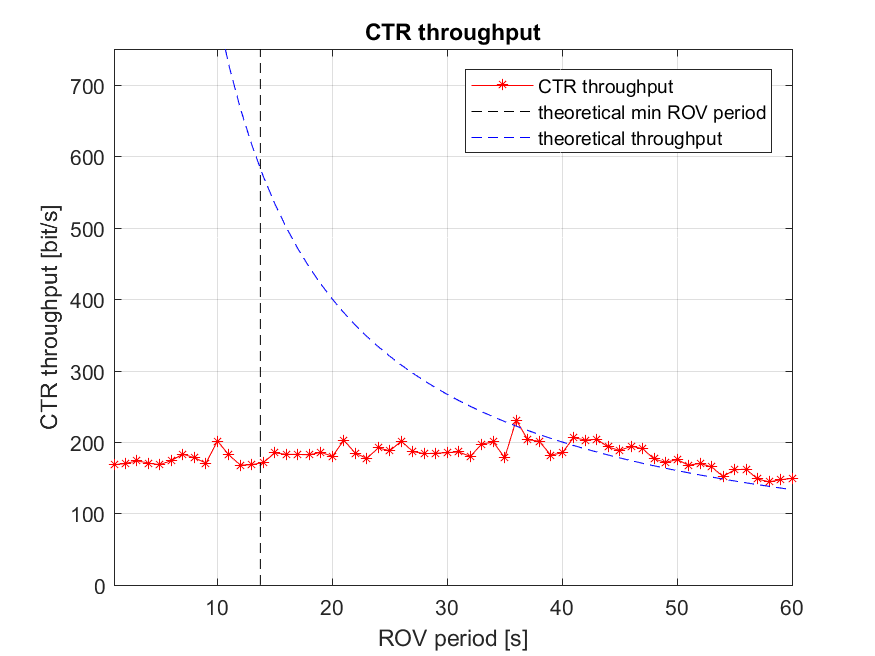 CTR throughput
CTR throughput
theoretical min ROV period
theoretical throughput
CTR throughput [bit/s]
700
600
500
400
300
200
100
0
10 20 30 40 50 60
ROV period [s]